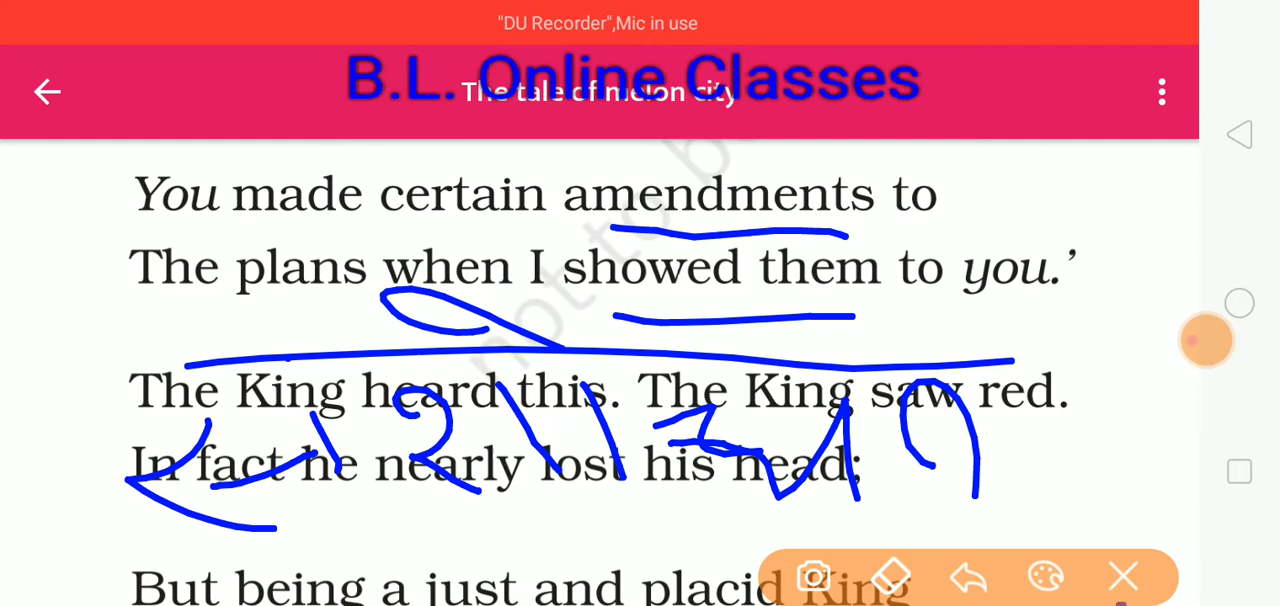 "DU Recorder",Mic in use
B.L. Online Classes
The tale of melon city
You made certain amendments to
The plans when I showed them to you.’
The King heard this. The King saw red.
In fact he nearly lost his head;
But being a just and placid King
not to b